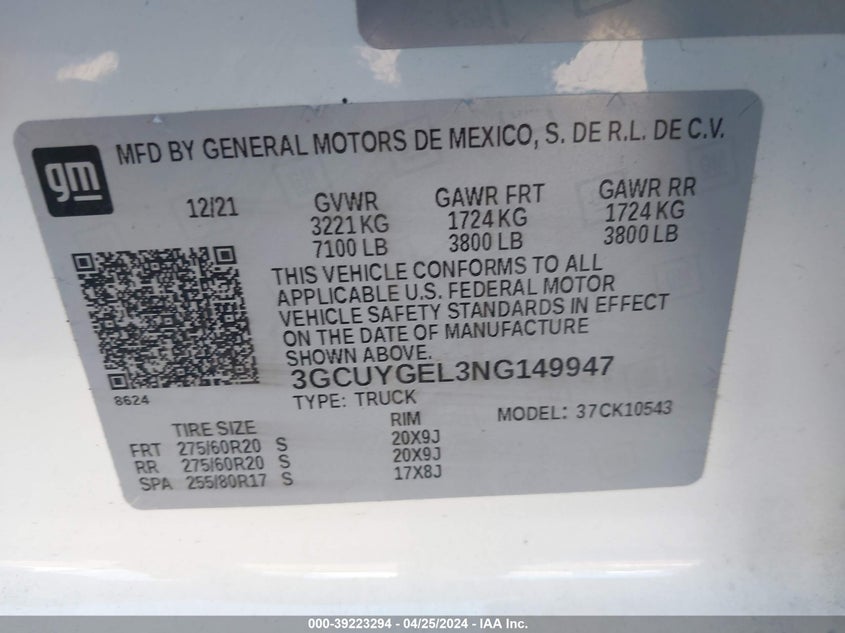 gm
MFD BY GENERAL MOTORS DE MEXICO, S. DE R.L. DE C.V.
12/21 GVWR GAWR FRT GAWR RR
3221 KG 1724 KG 1724 KG
7100 LB 3800 LB 3800 LB
THIS VEHICLE CONFORMS TO ALL
APPLICABLE U.S. FEDERAL MOTOR
VEHICLE SAFETY STANDARDS IN EFFECT
ON THE DATE OF MANUFACTURE
SHOWN ABOVE.
3GCUYGEL3NG149947
8624
TYPE: TRUCK MODEL: 37CK10543
TIRE SIZE RIM
FRT 275/60R20 S 20X9J
RR 275/60R20 S 20X9J
SPA 255/80R17 S 17X8J
000-39223294 - 04/25/2024 - IAA Inc.